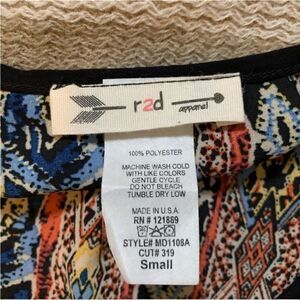 r2d
apparel
100% POLYESTER
MACHINE WASH COLD
WITH LIKE COLORS
GENTLE CYCLE
DO NOT BLEACH
TUMBLE DRY LOW
MADE IN U.S.A.
RN # 121889
STYLE# MD1108A
CUT# 319
Small